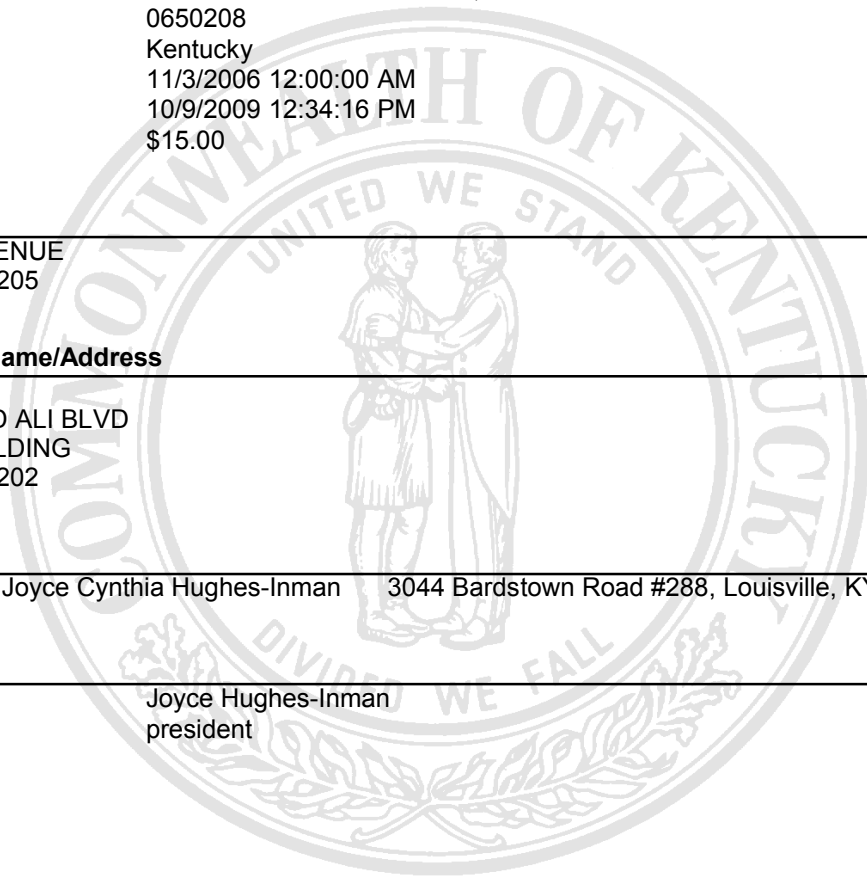 0650208
Kentucky
11/3/2006 12:00:00 AM
10/9/2009 12:34:16 PM
$15.00
COMMONWEALTH OF KENTUCKY
UNITED WE STAND
ENUE
205
ame/Address
D ALI BLVD
LDING
202
Joyce Cynthia Hughes-Inman 3044 Bardstown Road #288, Louisville, KY
DIVIDED WE FALL
Joyce Hughes-Inman
president